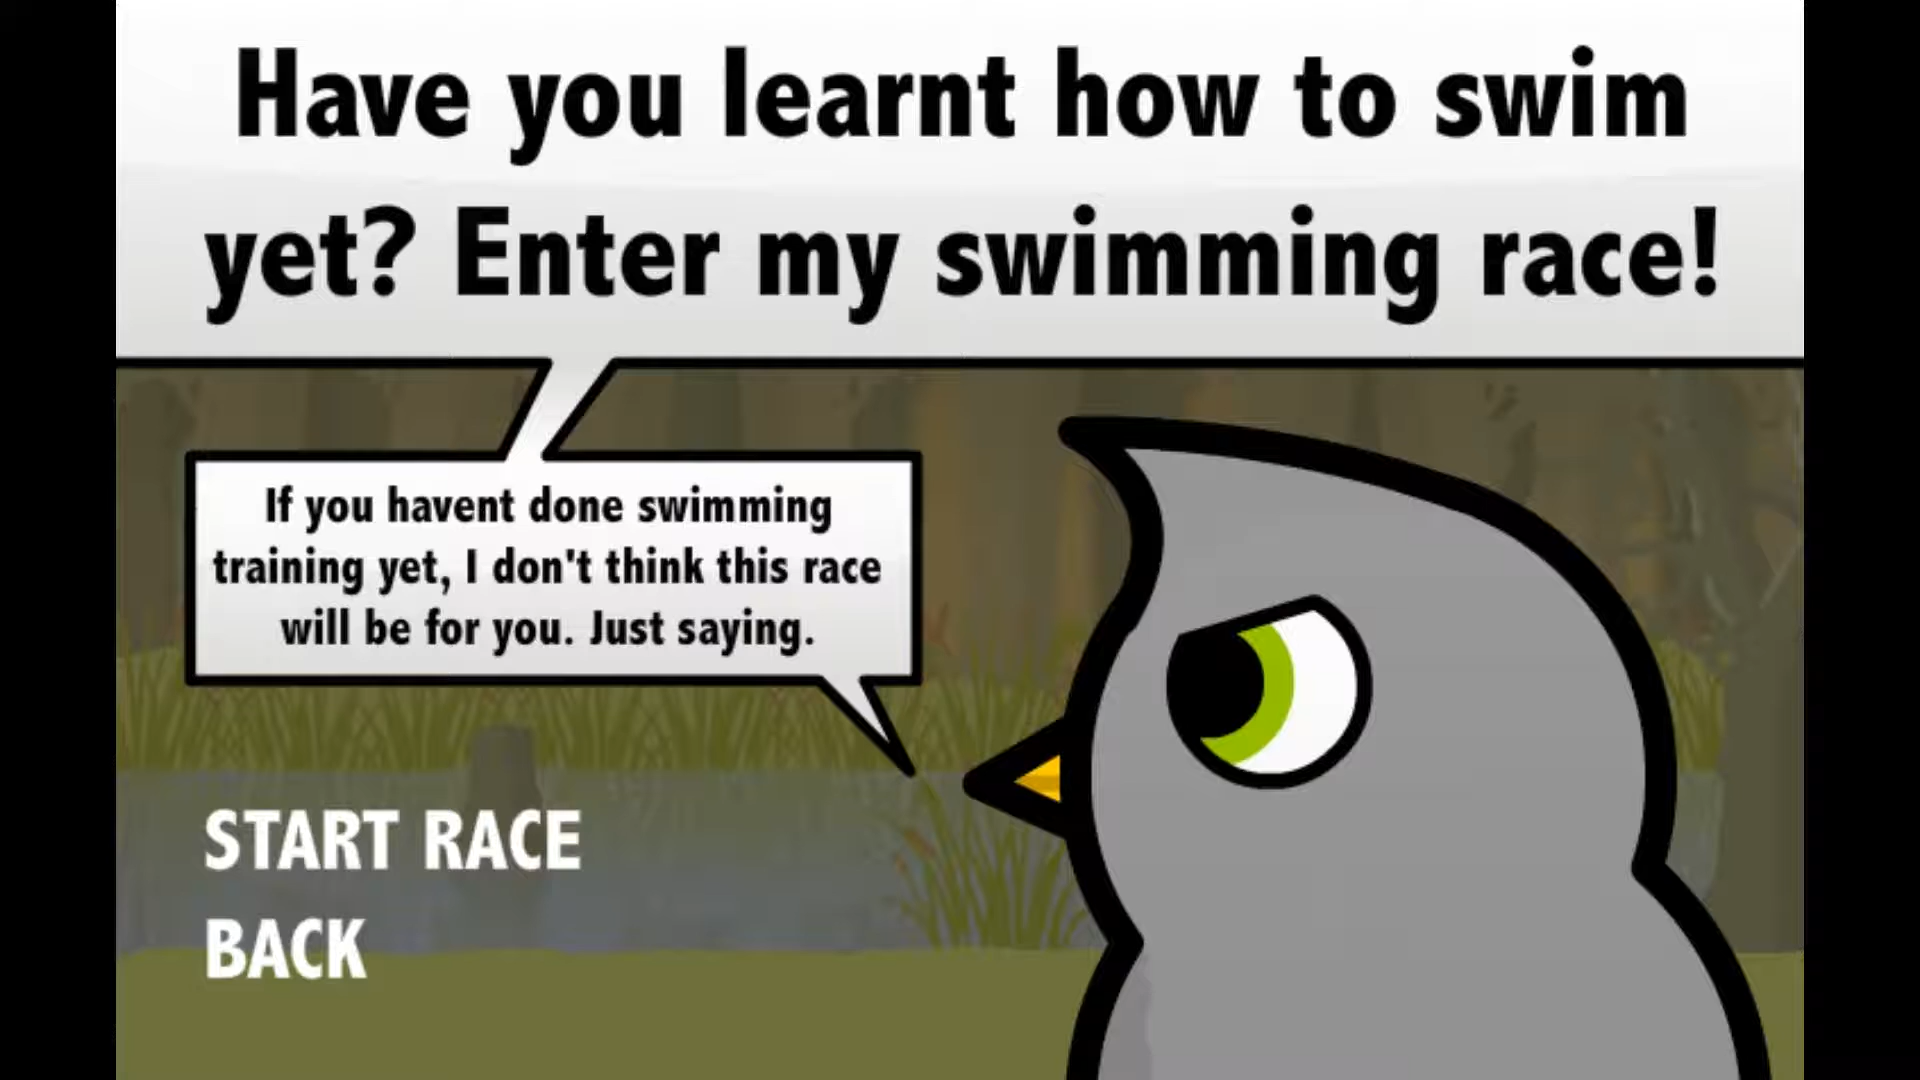 Have you learnt how to swim
yet? Enter my swimming race!
If you havent done swimming
training yet, I don't think this race
will be for you. Just saying.
START RACE
BACK